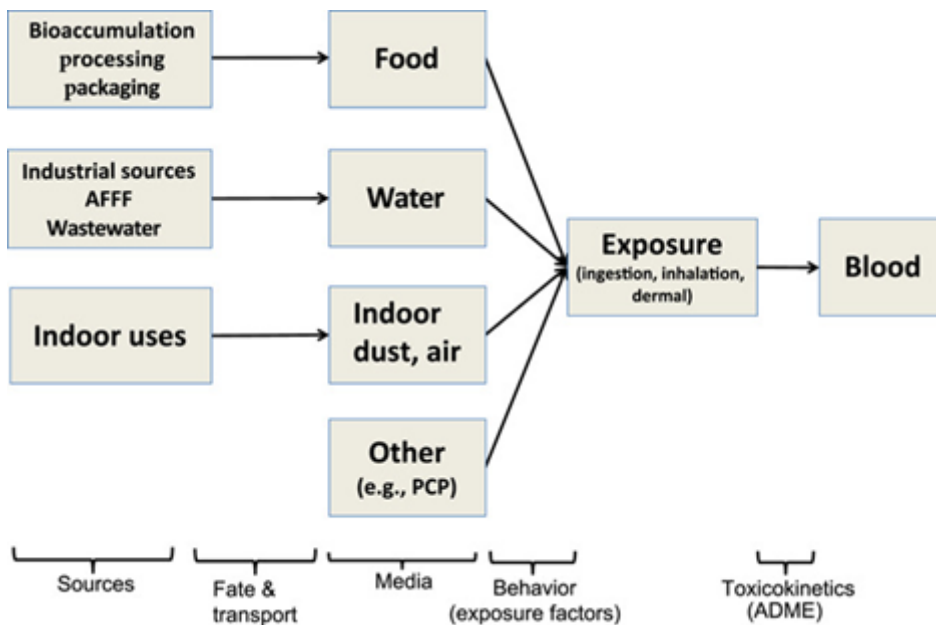 Bioaccumulation
processing
packaging
Food
Industrial sources
AFFF
Wastewater
Water
Exposure
(ingestion, inhalation,
dermal)
Blood
Indoor uses
Indoor
dust, air
Other
(e.g., PCP)
Sources
Fate &
transport
Media
Behavior
(exposure factors)
Toxicokinetics
(ADME)